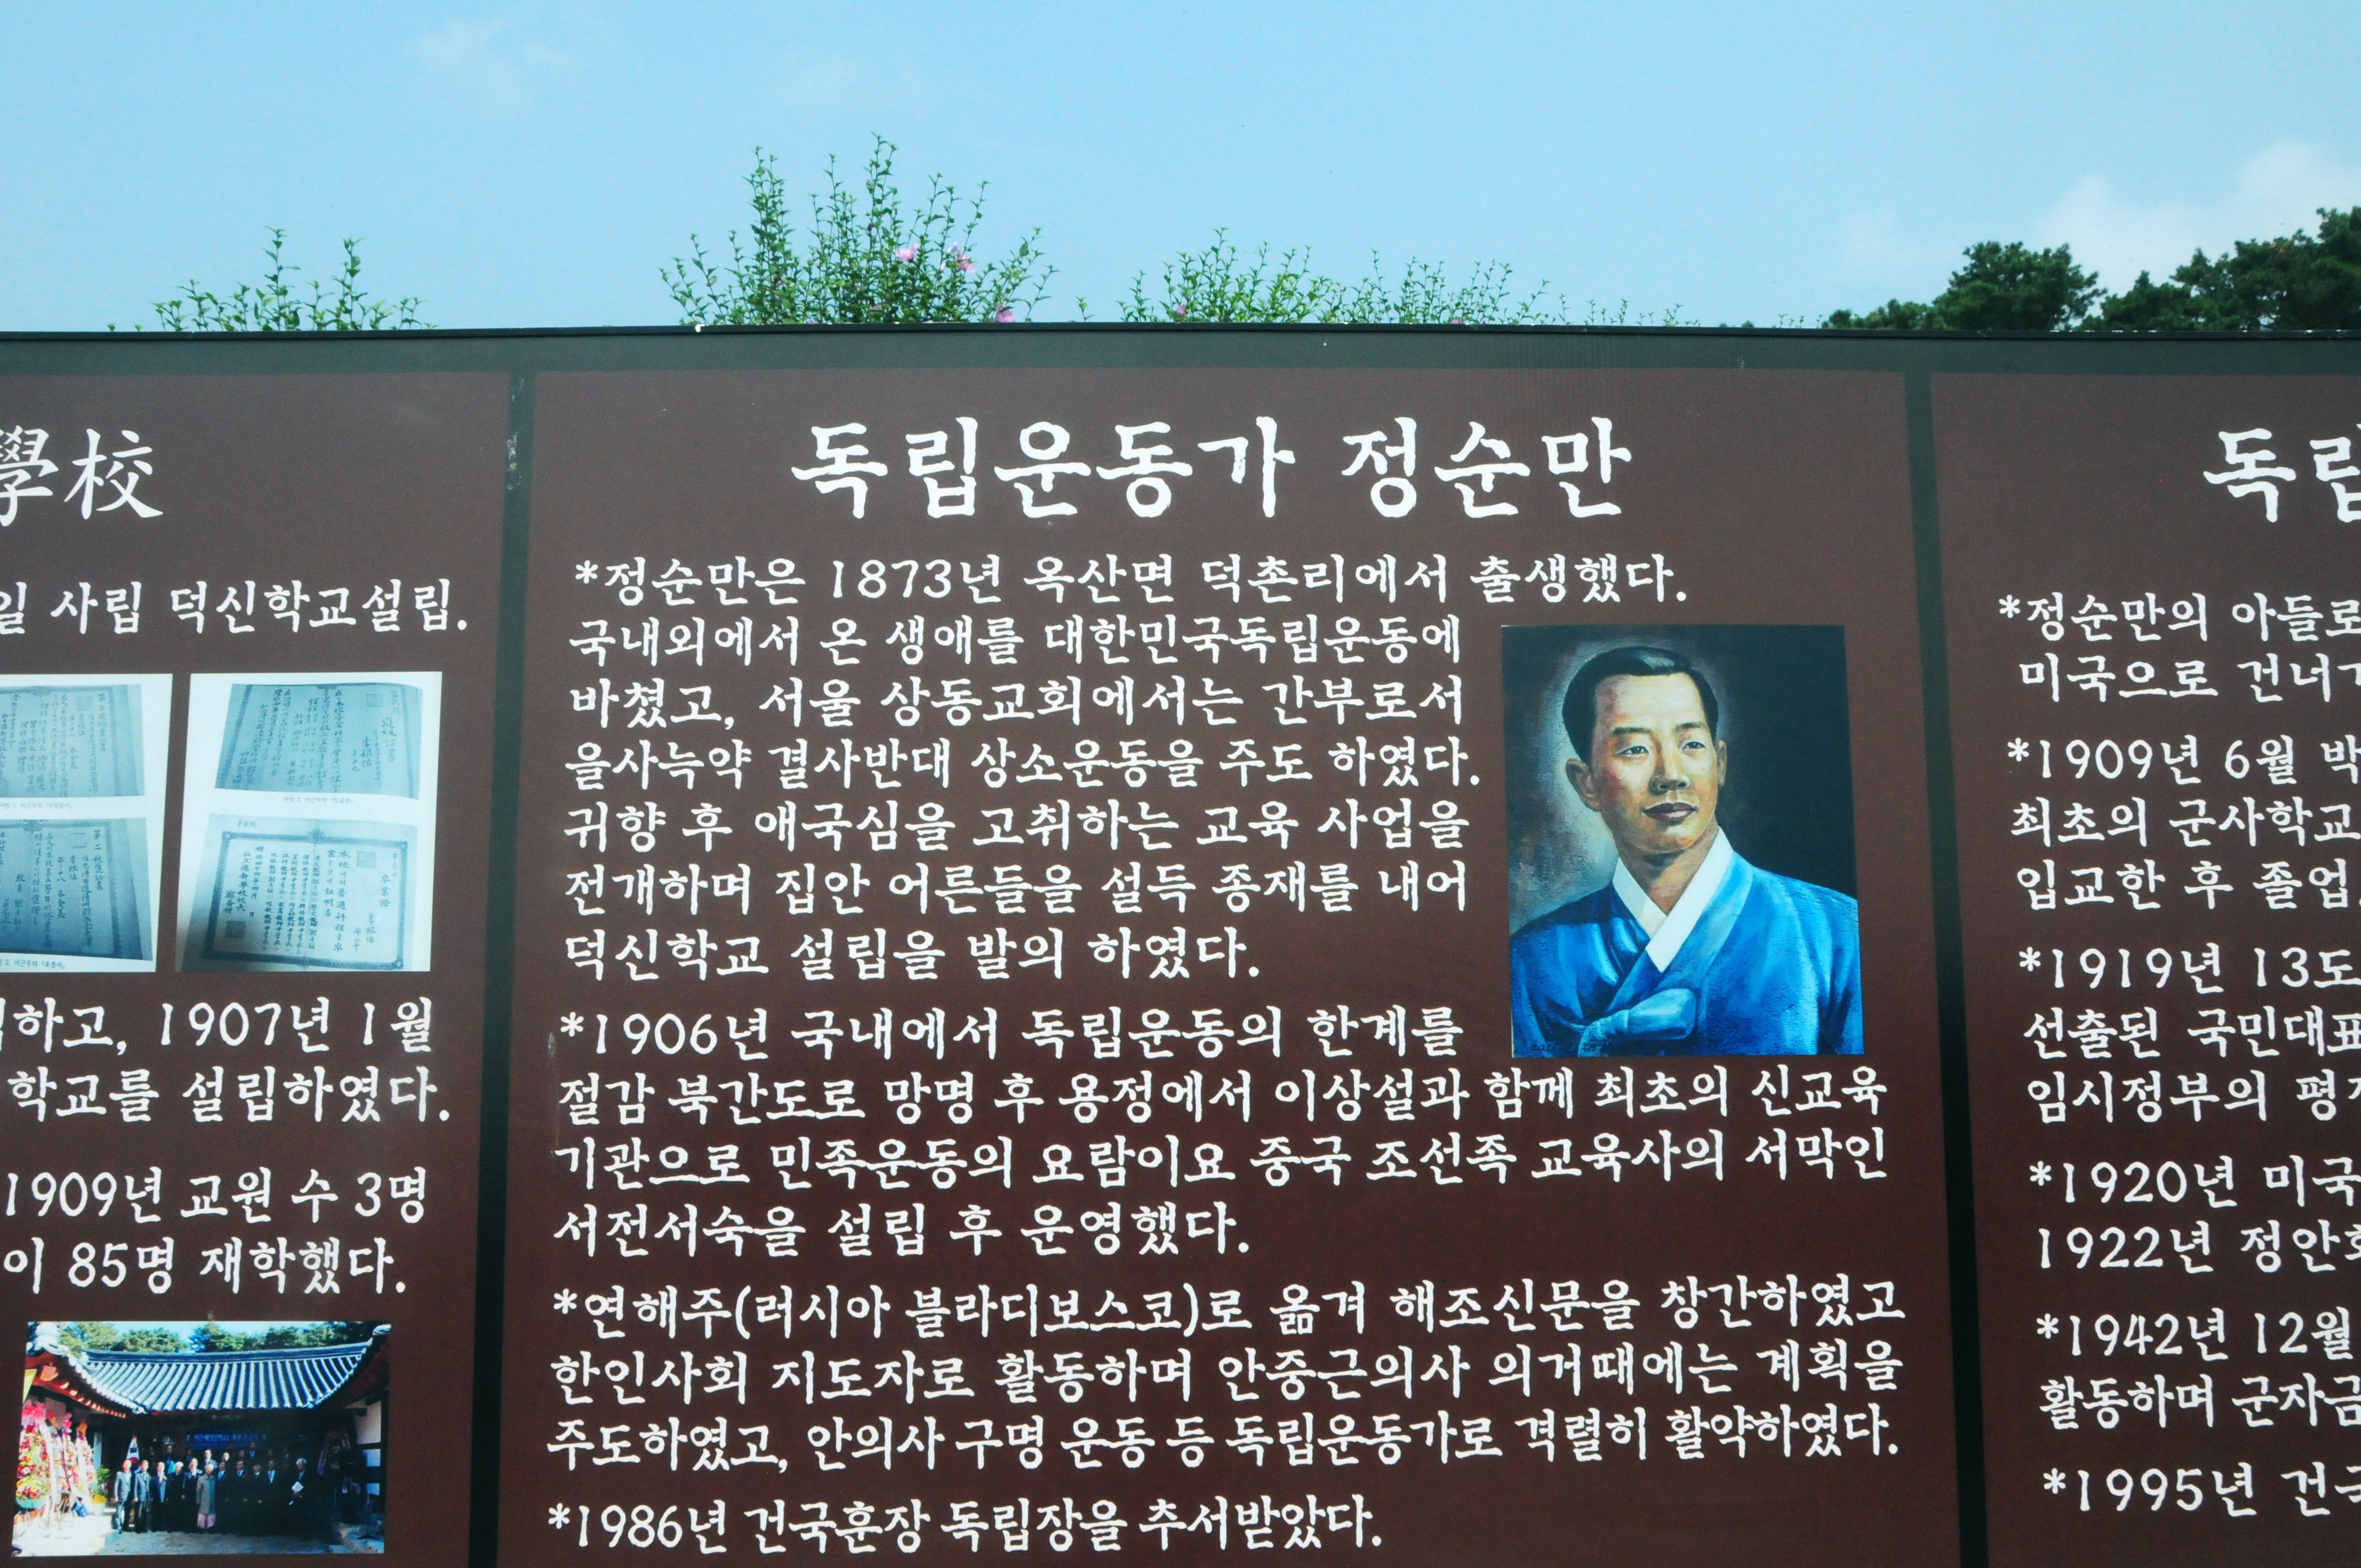 學校
일 사립 덕신학교설립.
하고, 1907년 1월
학교를 설립하였다.
1909년 교원 수 3명
이 85명 재학했다.
독립운동가 정순만
*정순만은 1873년 옥산면 덕촌리에서 출생했다.
국내외에서 온 생애를 대한민국독립운동에
바쳤고, 서울 상동교회에서는 간부로서
을사늑약 결사반대 상소운동을 주도 하였다.
귀향 후 애국심을 고취하는 교육 사업을
전개하며 집안 어른들을 설득 종재를 내어
덕신학교 설립을 발의 하였다.
*1906년 국내에서 독립운동의 한계를
절감 북간도로 망명 후 용정에서 이상설과 함께 최초의 신교육
기관으로 민족운동의 요람이요 중국 조선족 교육사의 서막인
서전서숙을 설립 후 운영했다.
*연해주(러시아 블라디보스코)로 옮겨 해조신문을 창간하였고
한인사회 지도자로 활동하며 안중근의사 의거때에는 계획을
주도하였고, 안의사 구명 운동 등 독립운동가로 격렬히 활약하였다.
*1986년 건국훈장 독립장을 추서받았다.
독립
*정순만의 아들로
미국으로 건너가
*1909년 6월 박
최초의 군사학교
입교한 후 졸업.
*1919년 13도
선출된 국민대표
임시정부의 평
*1920년 미국
1922년 정안
*1942년 12월
활동하며 군자금
*1995년 건국